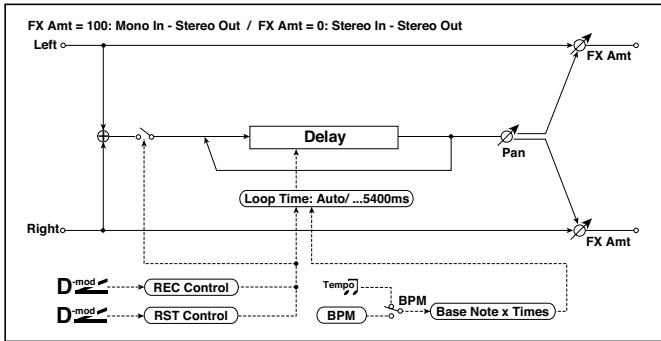 FX Amt = 100: Mono In - Stereo Out / FX Amt = 0: Stereo In - Stereo Out
Left
FX Amt
Delay
Pan
Loop Time: Auto/ ...5400ms
Right
FX Amt
D-mod
REC Control
Tempo
BPM
D-mod
RST Control
BPM
Base Note x Times